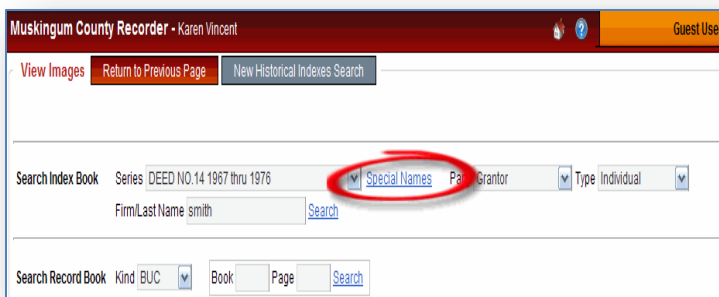 Muskingum County Recorder - Karen Vincent Guest Use
View Images Return to Previous Page New Historical Indexes Search
Search Index Book Series DEED NO.14 1967 thru 1976 Special Names Grantor Type Individual
Firm/Last Name smith Search
Search Record Book Kind BUC Book Page Search